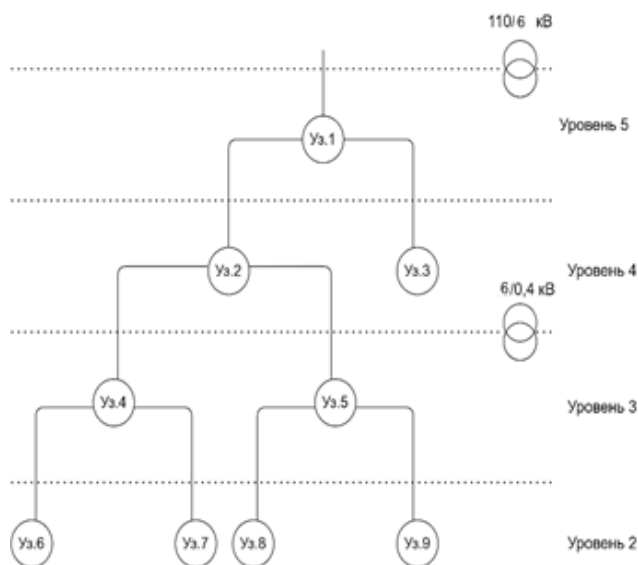 110/6 кВ
Уровень 5
Уз.1
Уз.2
Уз.3
Уровень 4
6/0,4 кВ
Уз.4
Уз.5
Уровень 3
Уз.6
Уз.7
Уз.8
Уз.9
Уровень 2